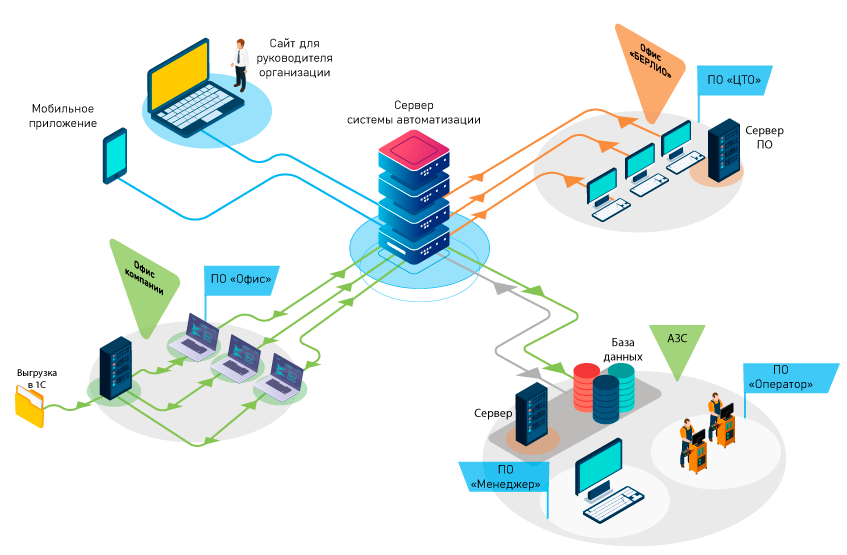 Сайт для
руководителя
организации
Мобильное
приложение
Сервер
системы автоматизации
Офис
«БЕРЛИО»
ПО «ЦТО»
Сервер
ПО
Офис
компании
ПО «Офис»
Выгрузка
в 1С
База
данных
АЗС
ПО
«Оператор»
Сервер
ПО
«Менеджер»